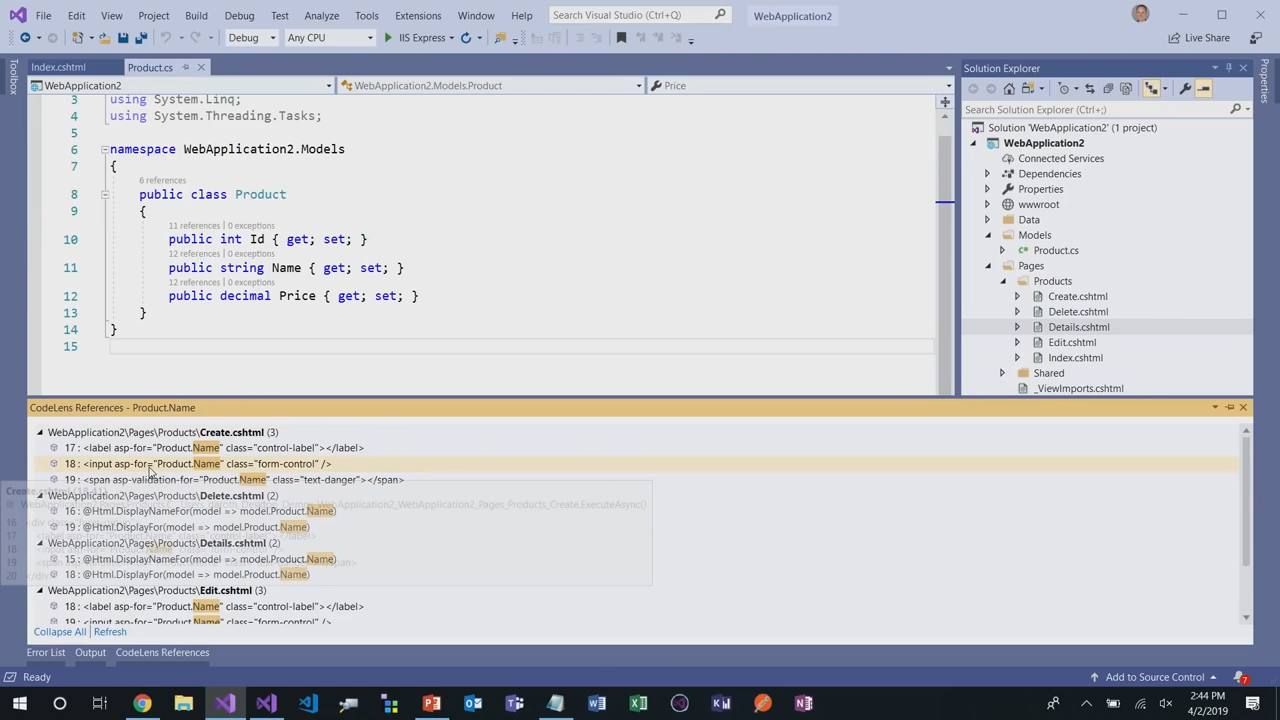 File Edit View Project Build Debug Test Analyze Tools Extensions Window Help Search Visual Studio (Ctrl+Q) WebApplication2
Debug Any CPU IIS Express Live Share
Toolbox
Index.cshtml Product.cs
WebApplication2 WebApplication2.Models.Product Price
3 using System.Linq;
4 using System.Threading.Tasks;
5
6 namespace WebApplication2.Models
7 {
6 references
8 public class Product
9 {
11 references | 0 exceptions
10 public int Id { get; set; }
12 references | 0 exceptions
11 public string Name { get; set; }
12 references | 0 exceptions
12 public decimal Price { get; set; }
13 }
14 }
15
Solution Explorer
Search Solution Explorer (Ctrl+;)
Solution 'WebApplication2' (1 project)
WebApplication2
Connected Services
Dependencies
Properties
wwwroot
Data
Models
Product.cs
Pages
Products
Create.cshtml
Delete.cshtml
Details.cshtml
Edit.cshtml
Index.cshtml
Shared
_ViewImports.cshtml
Properties
CodeLens References - Product.Name
WebApplication2\Pages\Products\Create.cshtml (3)
17 : <label asp-for="Product.Name" class="control-label"></label>
18 : <input asp-for="Product.Name" class="form-control" />
19 : <span asp-validation-for="Product.Name" class="text-danger"></span>
WebApplication2\Pages\Products\Delete.cshtml (2)
16 : @Html.DisplayNameFor(model => model.Product.Name)
19 : @Html.DisplayFor(model => model.Product.Name)
WebApplication2\Pages\Products\Details.cshtml (2)
15 : @Html.DisplayNameFor(model => model.Product.Name)
18 : @Html.DisplayFor(model => model.Product.Name)
WebApplication2\Pages\Products\Edit.cshtml (3)
18 : <label asp-for="Product.Name" class="control-label"></label>
19 : <input asp-for="Product.Name" class="form-control" />
Collapse All Refresh
Error List Output CodeLens References
Ready Add to Source Control 7
2:44 PM
4/2/2019